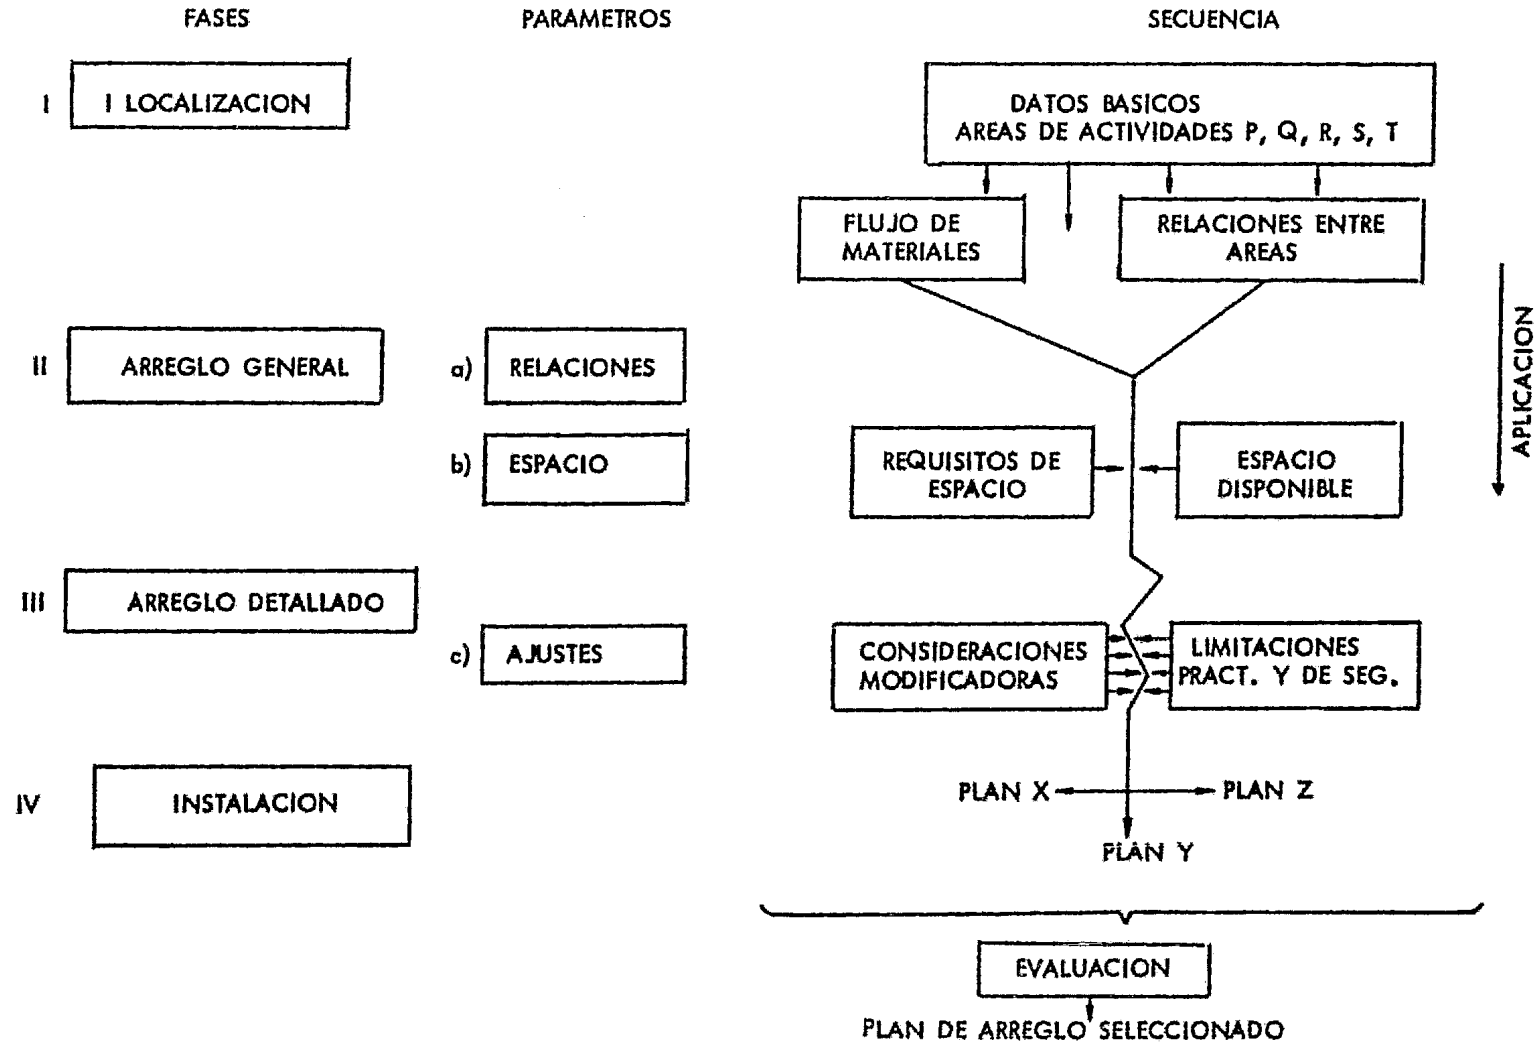 FASES
PARAMETROS
SECUENCIA
I
I LOCALIZACION
DATOS BASICOS
AREAS DE ACTIVIDADES P, Q, R, S, T
FLUJO DE
MATERIALES
RELACIONES ENTRE
AREAS
APLICACION
II
ARREGLO GENERAL
a)
RELACIONES
b)
ESPACIO
REQUISITOS DE
ESPACIO
ESPACIO
DISPONIBLE
III
ARREGLO DETALLADO
c)
AJUSTES
CONSIDERACIONES
MODIFICADORAS
LIMITACIONES
PRACT. Y DE SEG.
IV
INSTALACION
PLAN X
PLAN Z
PLAN Y
EVALUACION
PLAN DE ARREGLO SELECCIONADO